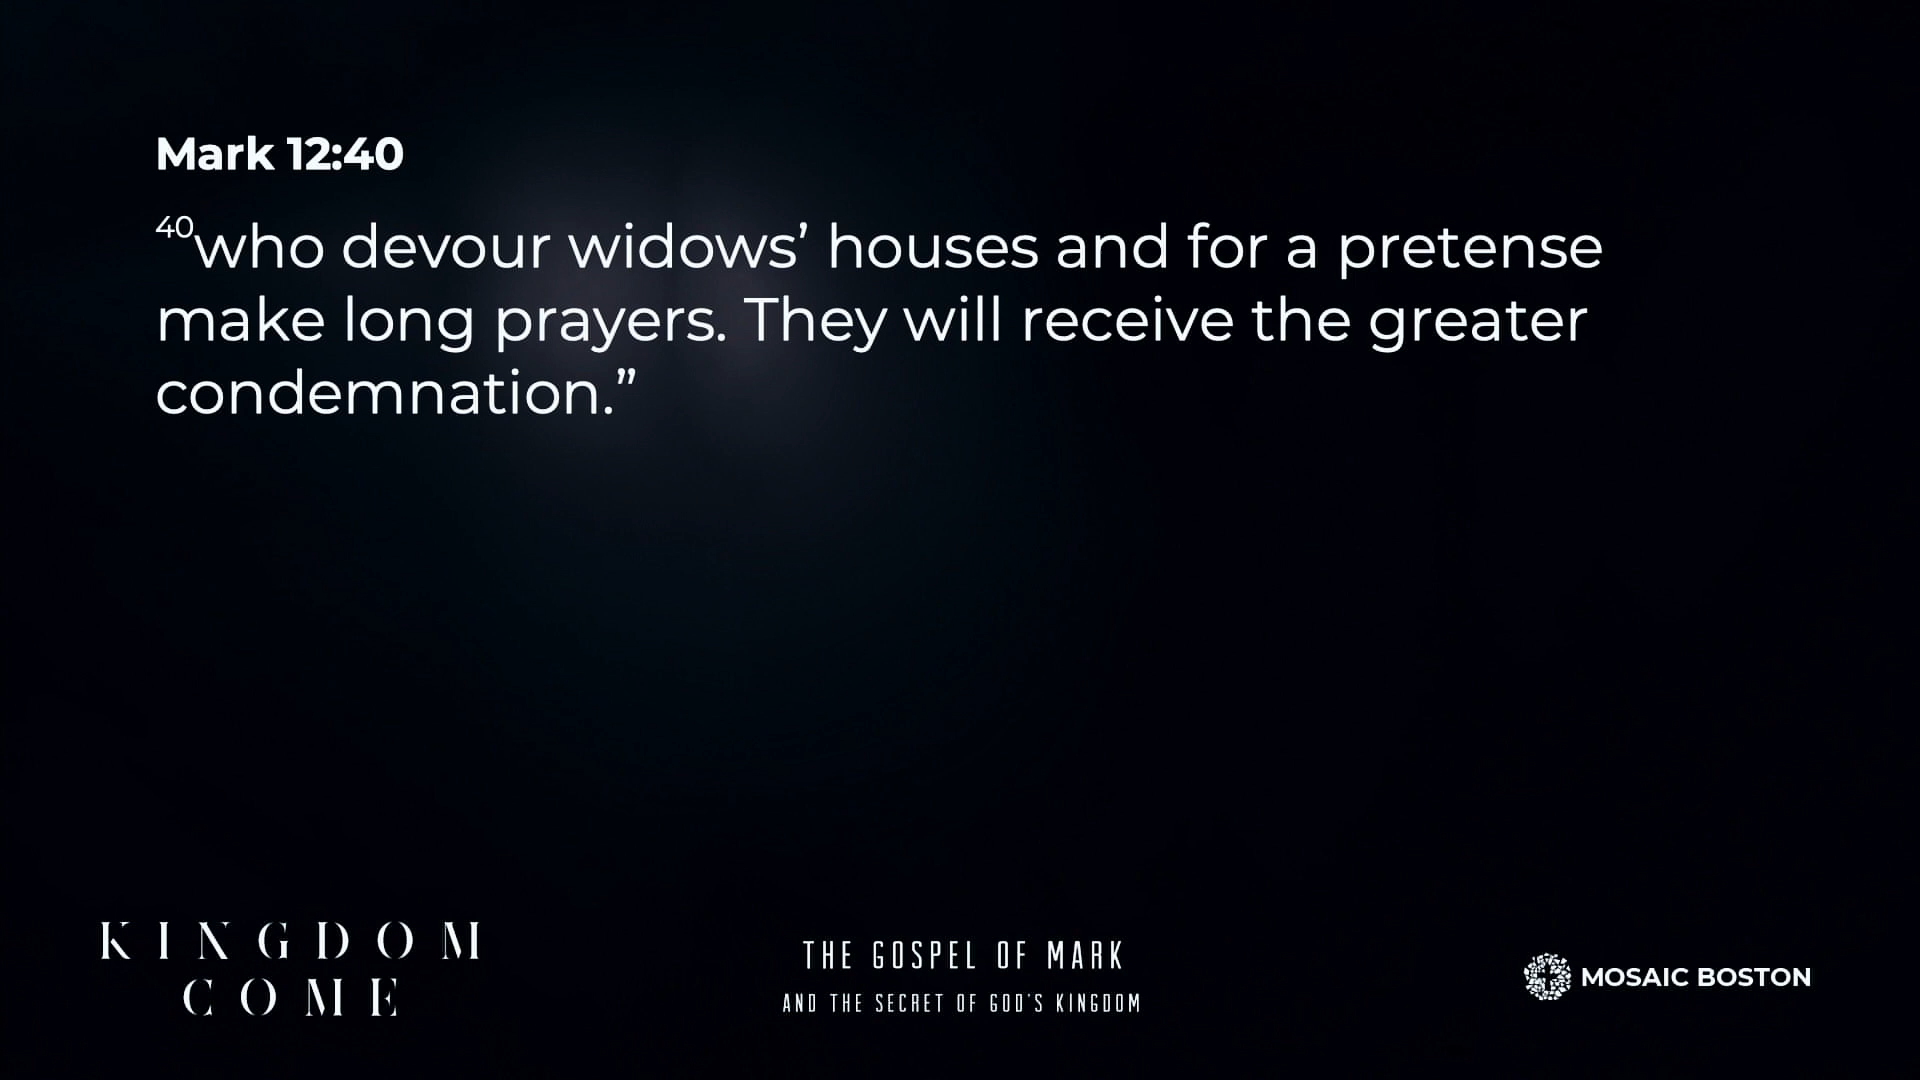 Mark 12:40
40who devour widows’ houses and for a pretense
make long prayers. They will receive the greater
condemnation.”
KINGDOM
COME
THE GOSPEL OF MARK
AND THE SECRET OF GOD'S KINGDOM
MOSAIC BOSTON